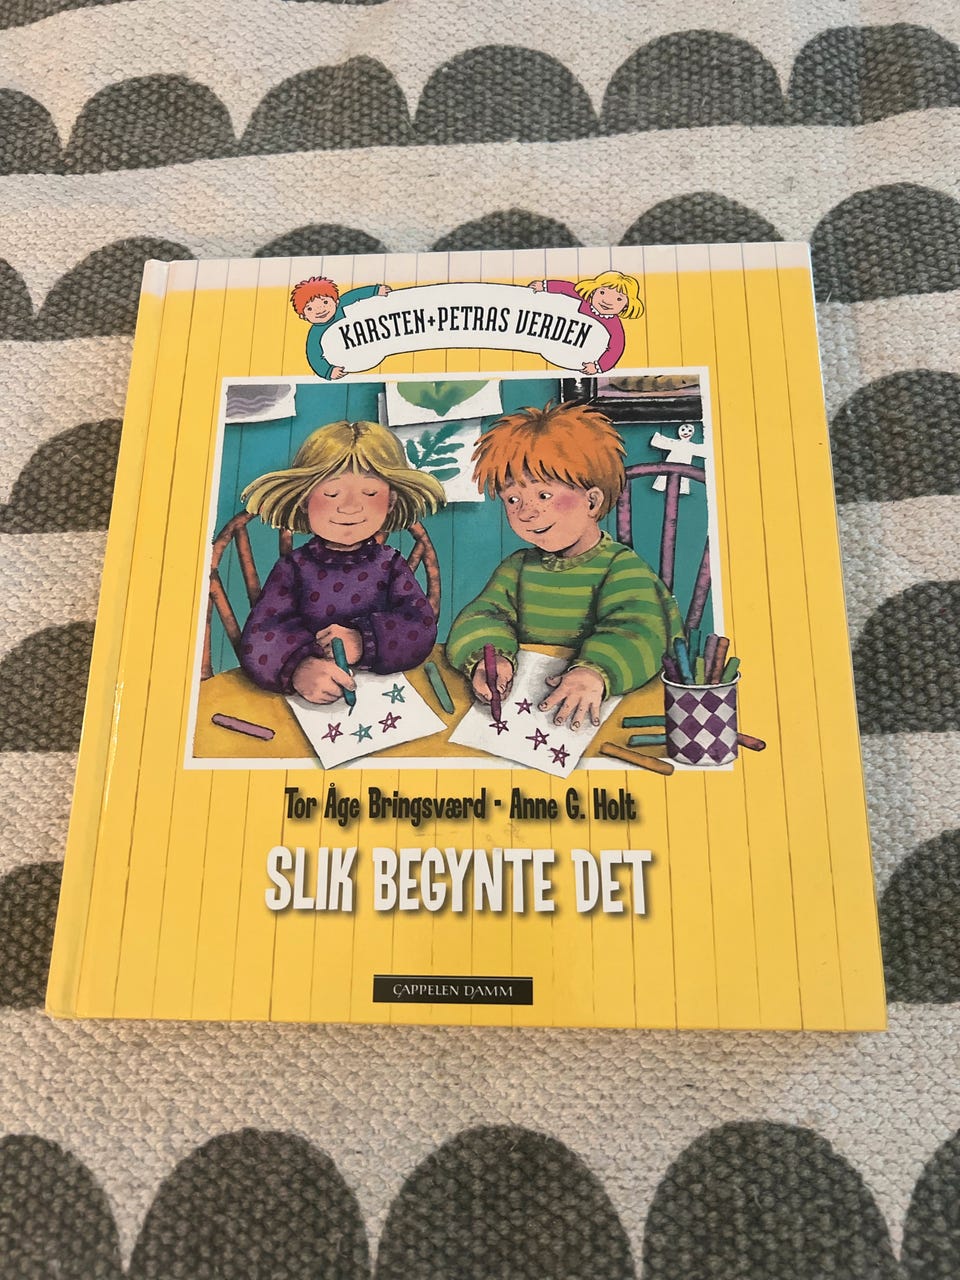 KARSTEN+PETRAS VERDEN
Tor Åge Bringsværd - Anne G. Holt
SLIK BEGYNTE DET
CAPPELEN DAMM